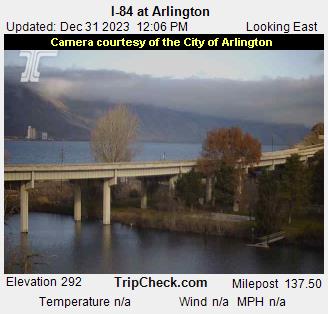 I-84 at Arlington
Updated: Dec 31 2023 12:06 PM Looking East
Camera courtesy of the City of Arlington
Elevation 292 TripCheck.com Milepost 137.50
Temperature n/a Wind n/a MPH n/a